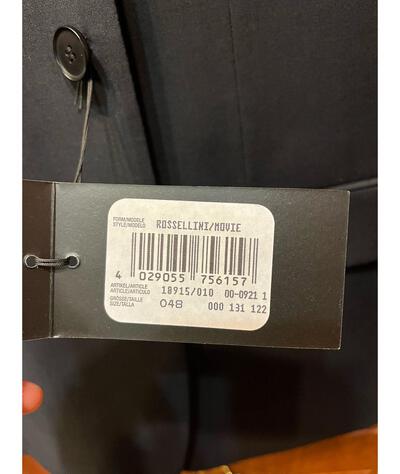 FORM/MODELE
STYLE/MODELO ROSSELLINI/MOVIE
4 029055 756157
ARTIKEL/ARTICLE
ARTICLE/ARTICULO 18915/010 00-0921 1
GRÖSSE/TAILLE
SIZE/TALLA 048 000 131 122